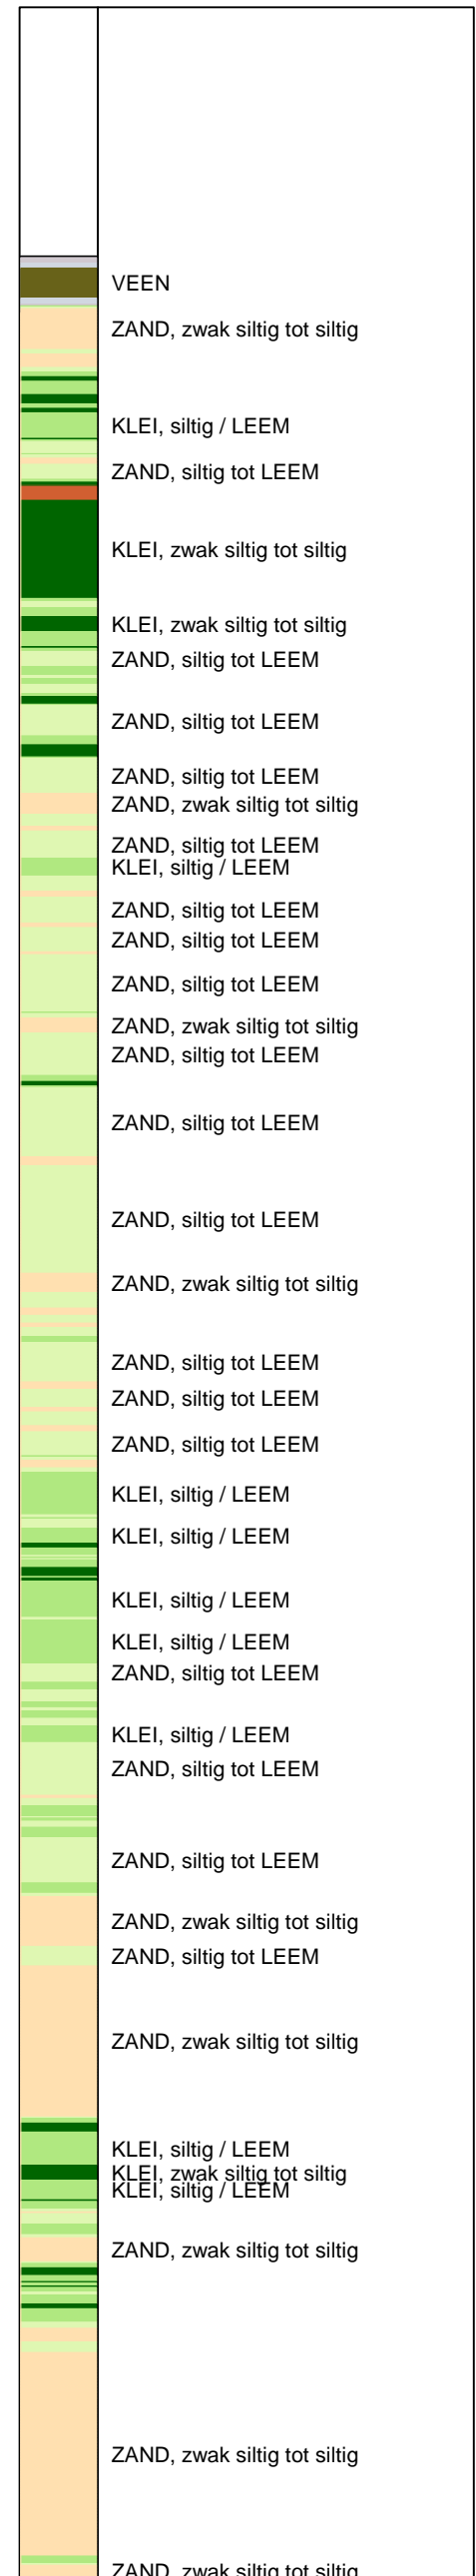 VEEN
ZAND, zwak siltig tot siltig
KLEI, siltig / LEEM
ZAND, siltig tot LEEM
KLEI, zwak siltig tot siltig
KLEI, zwak siltig tot siltig
ZAND, siltig tot LEEM
ZAND, siltig tot LEEM
ZAND, siltig tot LEEM
ZAND, zwak siltig tot siltig
ZAND, siltig tot LEEM
KLEI, siltig / LEEM
ZAND, siltig tot LEEM
ZAND, siltig tot LEEM
ZAND, siltig tot LEEM
ZAND, zwak siltig tot siltig
ZAND, siltig tot LEEM
ZAND, siltig tot LEEM
ZAND, siltig tot LEEM
ZAND, zwak siltig tot siltig
ZAND, siltig tot LEEM
ZAND, siltig tot LEEM
ZAND, siltig tot LEEM
KLEI, siltig / LEEM
KLEI, siltig / LEEM
KLEI, siltig / LEEM
KLEI, siltig / LEEM
ZAND, siltig tot LEEM
KLEI, siltig / LEEM
ZAND, siltig tot LEEM
ZAND, siltig tot LEEM
ZAND, zwak siltig tot siltig
ZAND, siltig tot LEEM
ZAND, zwak siltig tot siltig
KLEI, siltig / LEEM
KLEI, zwak siltig tot siltig
KLEI, siltig / LEEM
ZAND, zwak siltig tot siltig
ZAND, zwak siltig tot siltig
ZAND, zwak siltig tot siltig